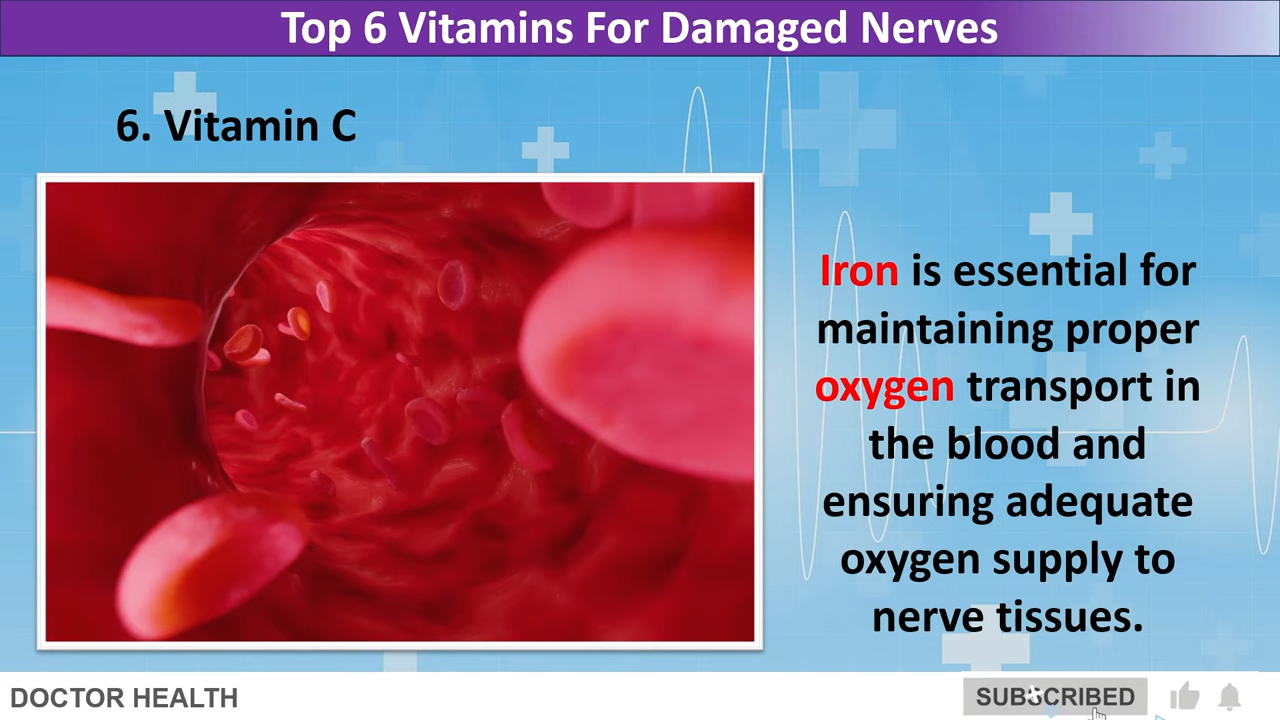 Top 6 Vitamins For Damaged Nerves
6. Vitamin C
Iron is essential for
maintaining proper
oxygen transport in
the blood and
ensuring adequate
oxygen supply to
nerve tissues.
DOCTOR HEALTH
SUBSCRIBED